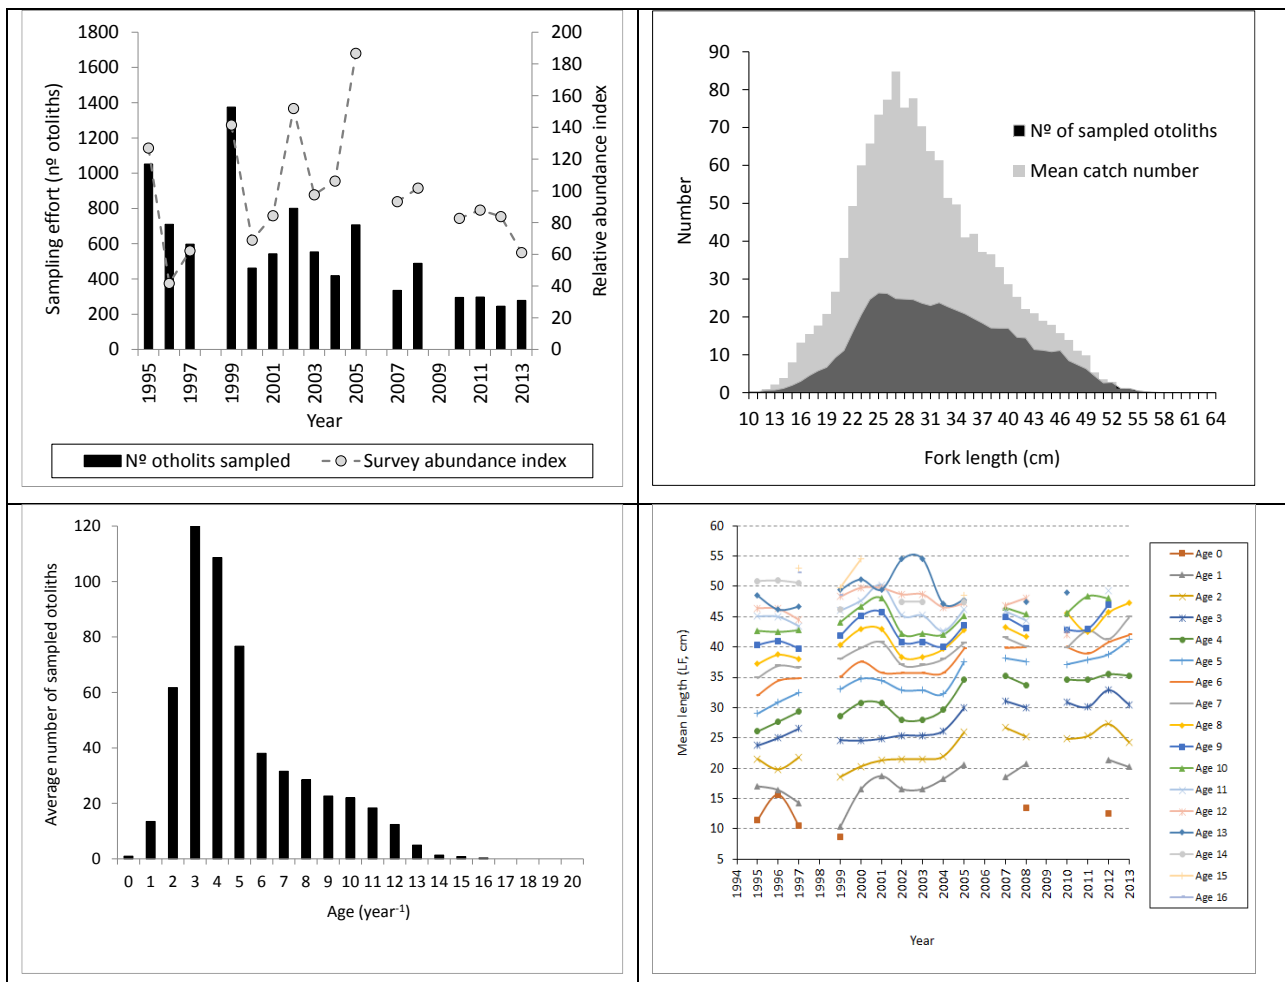 1800
1600
1400
1200
1000
800
600
400
200
0
Sampling effort (nº otoliths)
200
180
160
140
120
100
80
60
40
20
0
Relative abundance index
1995
1997
1999
2001
2003
2005
2007
2009
2011
2013
Year
Nº otholits sampled
Survey abundance index
90
80
70
60
50
40
30
20
10
0
Number
Nº of sampled otoliths
Mean catch number
10 13 16 19 22 25 28 31 34 37 40 43 46 49 52 55 58 61 64
Fork length (cm)
120
100
80
60
40
20
0
Average number of sampled otoliths
0 1 2 3 4 5 6 7 8 9 10 11 12 13 14 15 16 17 18 19 20
Age (year-1)
60
55
50
45
40
35
30
25
20
15
10
5
Mean length (LF, cm)
1994
1995
1996
1997
1998
1999
2000
2001
2002
2003
2004
2005
2006
2007
2008
2009
2010
2011
2012
2013
Year
Age 0
Age 1
Age 2
Age 3
Age 4
Age 5
Age 6
Age 7
Age 8
Age 9
Age 10
Age 11
Age 12
Age 13
Age 14
Age 15
Age 16